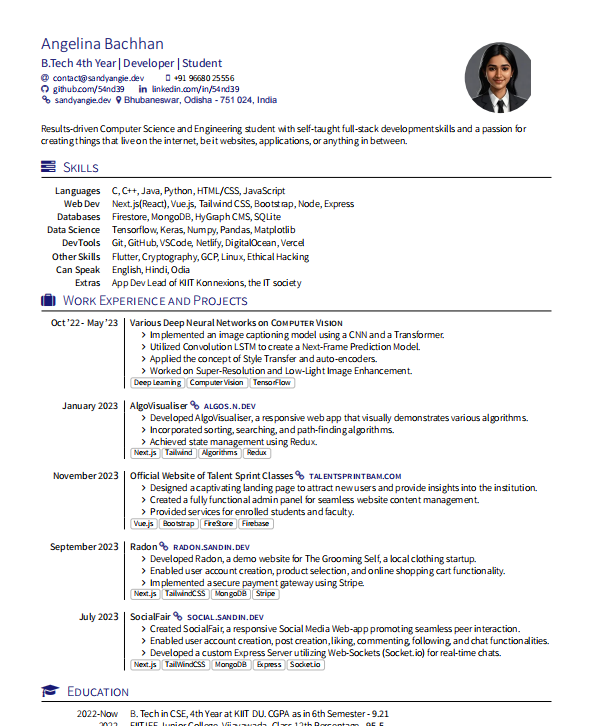 Angelina Bachhan
B.Tech 4th Year | Developer | Student
contact@sandyangie.dev +91 96680 25556
github.com/54nd39 linkedin.com/in/54nd39
sandyangie.dev Bhubaneswar, Odisha - 751 024, India
Results-driven Computer Science and Engineering student with self-taught full-stack development skills and a passion for
creating things that live on the internet, be it websites, applications, or anything in between.
SKILLS
Languages C, C++, Java, Python, HTML/CSS, JavaScript
Web Dev Next.js(React), Vue.js, Tailwind CSS, Bootstrap, Node, Express
Databases Firestore, MongoDB, HyGraph CMS, SQLite
Data Science Tensorflow, Keras, Numpy, Pandas, Matplotlib
DevTools Git, GitHub, VSCode, Netlify, DigitalOcean, Vercel
Other Skills Flutter, Cryptography, GCP, Linux, Ethical Hacking
Can Speak English, Hindi, Odia
Extras App Dev Lead of KIIT Konnexions, the IT society
WORK EXPERIENCE AND PROJECTS
Oct '22 - May '23 Various Deep Neural Networks on COMPUTER VISION
> Implemented an image captioning model using a CNN and a Transformer.
> Utilized Convolution LSTM to create a Next-Frame Prediction Model.
> Applied the concept of Style Transfer and auto-encoders.
> Worked on Super-Resolution and Low-Light Image Enhancement.
Deep Learning Computer Vision TensorFlow
January 2023 AlgoVisualiser ALGOS.N.DEV
> Developed AlgoVisualiser, a responsive web app that visually demonstrates various algorithms.
> Incorporated sorting, searching, and path-finding algorithms.
> Achieved state management using Redux.
Next.js Tailwind Algorithms Redux
November 2023 Official Website of Talent Sprint Classes TALENTSPRINTBAM.COM
> Designed a captivating landing page to attract new users and provide insights into the institution.
> Created a fully functional admin panel for seamless website content management.
> Provided services for enrolled students and faculty.
Vue.js Bootstrap FireStore Firebase
September 2023 Radon RADON.SANDIN.DEV
> Developed Radon, a demo website for The Grooming Self, a local clothing startup.
> Enabled user account creation, product selection, and online shopping cart functionality.
> Implemented a secure payment gateway using Stripe.
Next.js TailwindCSS MongoDB Stripe
July 2023 SocialFair SOCIAL.SANDIN.DEV
> Created SocialFair, a responsive Social Media Web-app promoting seamless peer interaction.
> Enabled user account creation, post creation, liking, commenting, following, and chat functionalities.
> Developed a custom Express Server utilizing Web-Sockets (Socket.io) for real-time chats.
Next.js TailWindCSS MongoDB Express Socket.io
EDUCATION
2022-Now B. Tech in CSE, 4th Year at KIIT DU. CGPA as in 6th Semester - 9.21